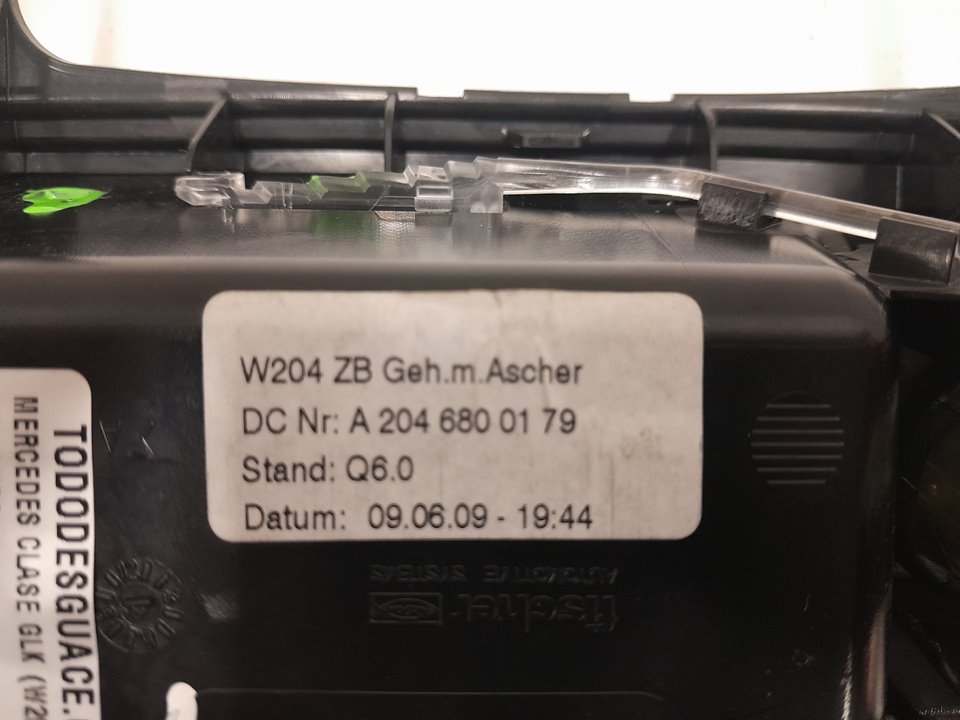 W204 ZB Geh.m.Ascher
DC Nr: A 204 680 01 79
Stand: Q6.0
Datum: 09.06.09 - 19:44
TODODESGUACE.
MERCEDES CLASE GLK (W2
fischer
AUTOMOTIVE SYSTEMS